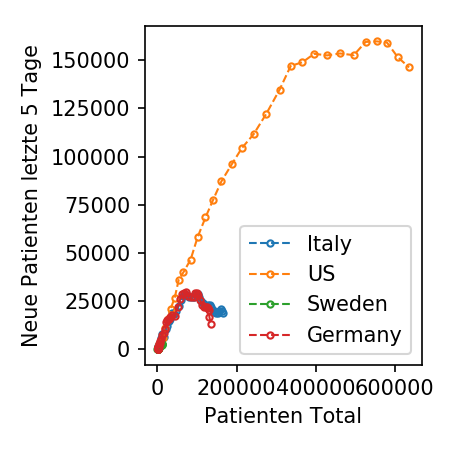 Neue Patienten letzte 5 Tage
150000
125000
100000
75000
50000
25000
0
Italy
US
Sweden
Germany
0 200000 400000 600000
Patienten Total